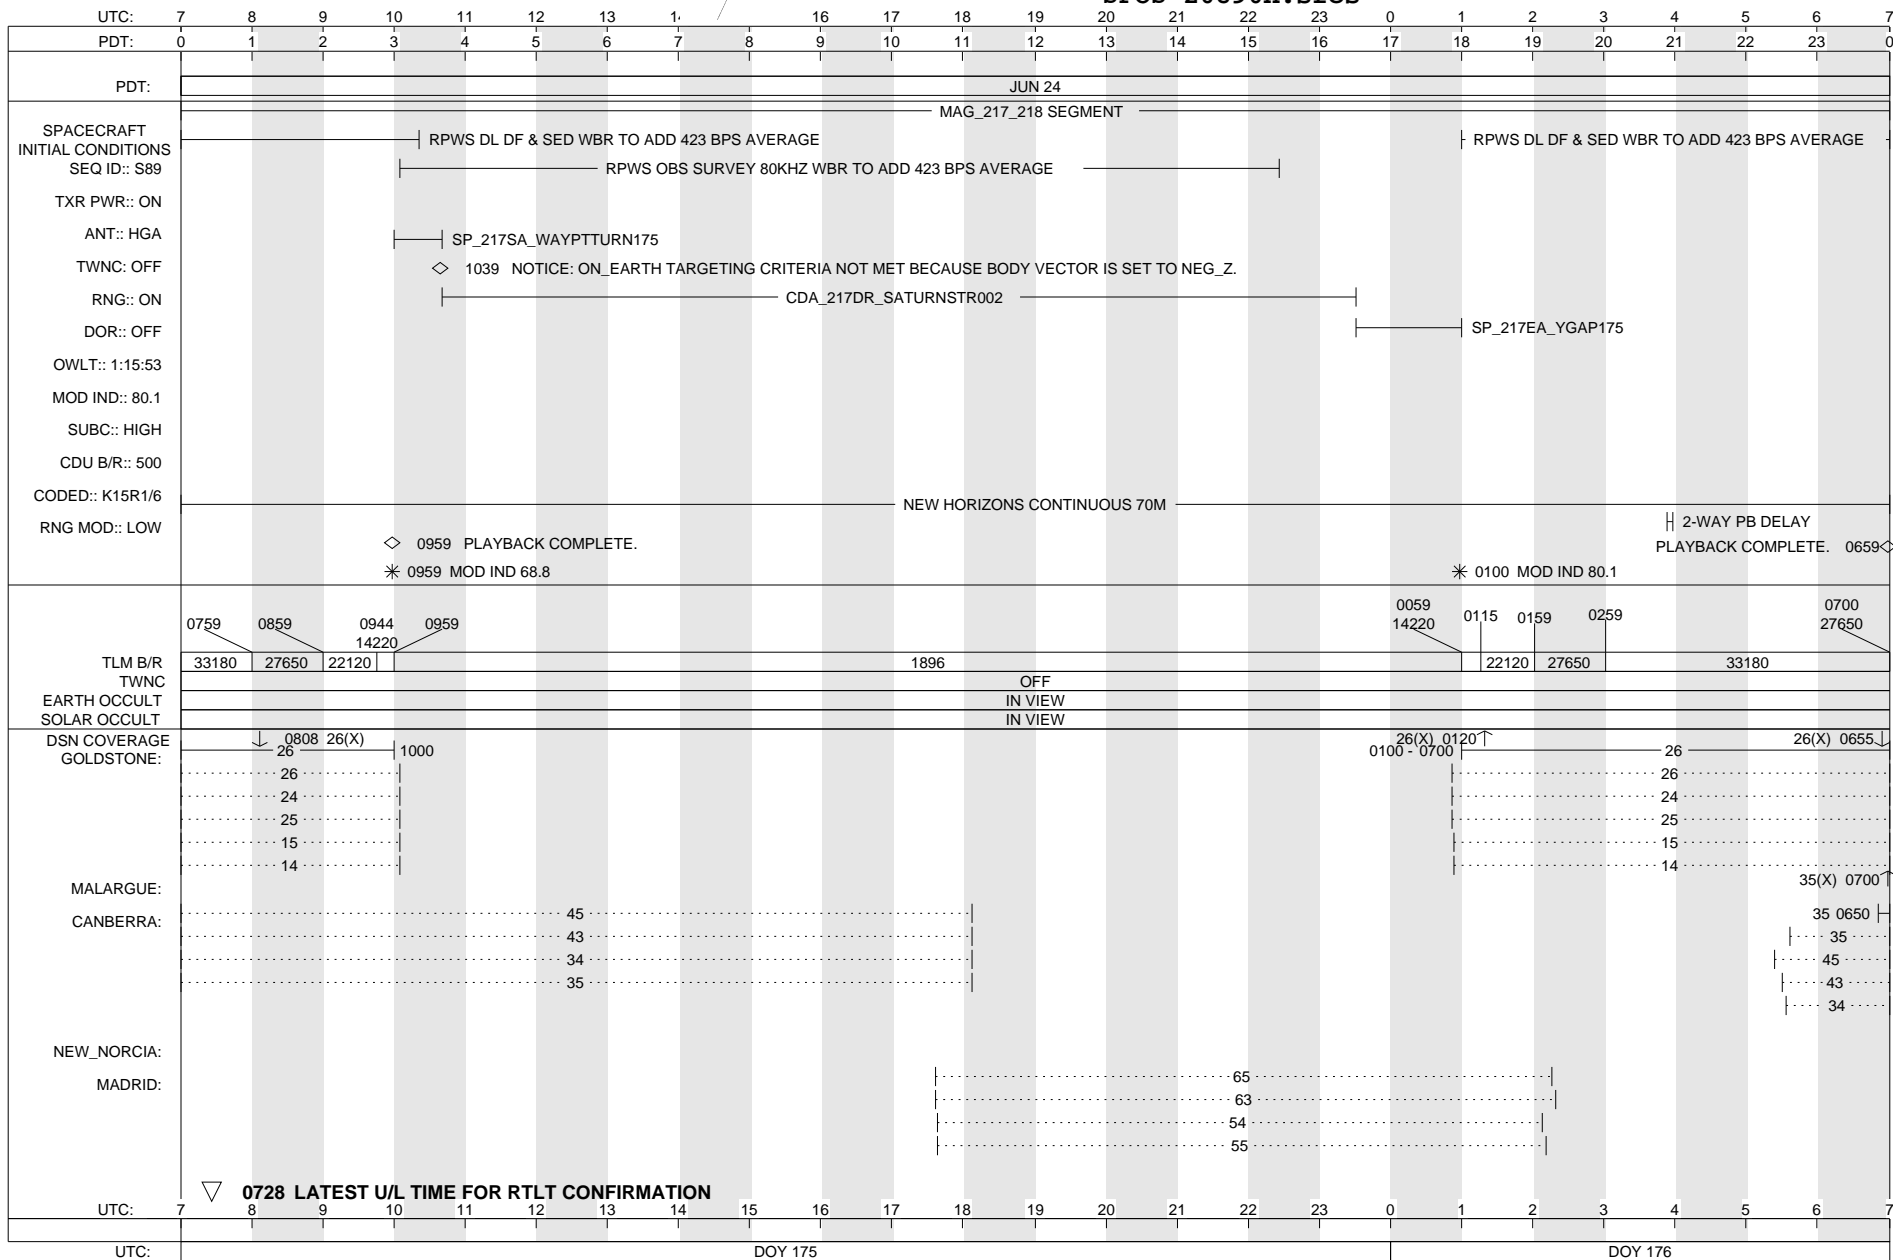 UTC: 7 8 9 10 11 12 13 16 17 18 19 20 21 22 23 0 1 2 3 4 5 6 7
PDT: 0 1 2 3 4 5 6 7 8 9 10 11 12 13 14 15 16 17 18 19 20 21 22 23 0
PDT: JUN 24
MAG_217_218 SEGMENT
SPACECRAFT
INITIAL CONDITIONS
RPWS DL DF & SED WBR TO ADD 423 BPS AVERAGE
RPWS DL DF & SED WBR TO ADD 423 BPS AVERAGE
SEQ ID:: S89
RPWS OBS SURVEY 80KHZ WBR TO ADD 423 BPS AVERAGE
TXR PWR:: ON
ANT:: HGA
SP_217SA_WAYPTTURN175
TWNC: OFF
1039 NOTICE: ON_EARTH TARGETING CRITERIA NOT MET BECAUSE BODY VECTOR IS SET TO NEG_Z.
RNG:: ON
CDA_217DR_SATURNSTR002
DOR:: OFF
SP_217EA_YGAP175
OWLT:: 1:15:53
MOD IND:: 80.1
SUBC:: HIGH
CDU B/R:: 500
CODED:: K15R1/6
NEW HORIZONS CONTINUOUS 70M
RNG MOD:: LOW
2-WAY PB DELAY
0959 PLAYBACK COMPLETE.
PLAYBACK COMPLETE. 0659
0959 MOD IND 68.8
0100 MOD IND 80.1
0759 0859 0944 0959 0059 0115 0159 0259 0700
14220 14220 27650
TLM B/R 33180 27650 22120 1896 22120 27650 33180
TWNC OFF
EARTH OCCULT IN VIEW
SOLAR OCCULT IN VIEW
DSN COVERAGE 0808 26(X) 26(X) 0120 26(X) 0655
GOLDSTONE: 26 1000 0100 - 0700 26
26 26
24 24
25 25
15 15
14 14
35(X) 0700
MALARGUE:
CANBERRA: 45 35 0650
43 35
34 45
35 43
34
NEW_NORCIA:
MADRID: 65
63
54
55
0728 LATEST U/L TIME FOR RTLT CONFIRMATION
UTC: 7 8 9 10 11 12 13 14 15 16 17 18 19 20 21 22 23 0 1 2 3 4 5 6 7
UTC: DOY 175 DOY 176